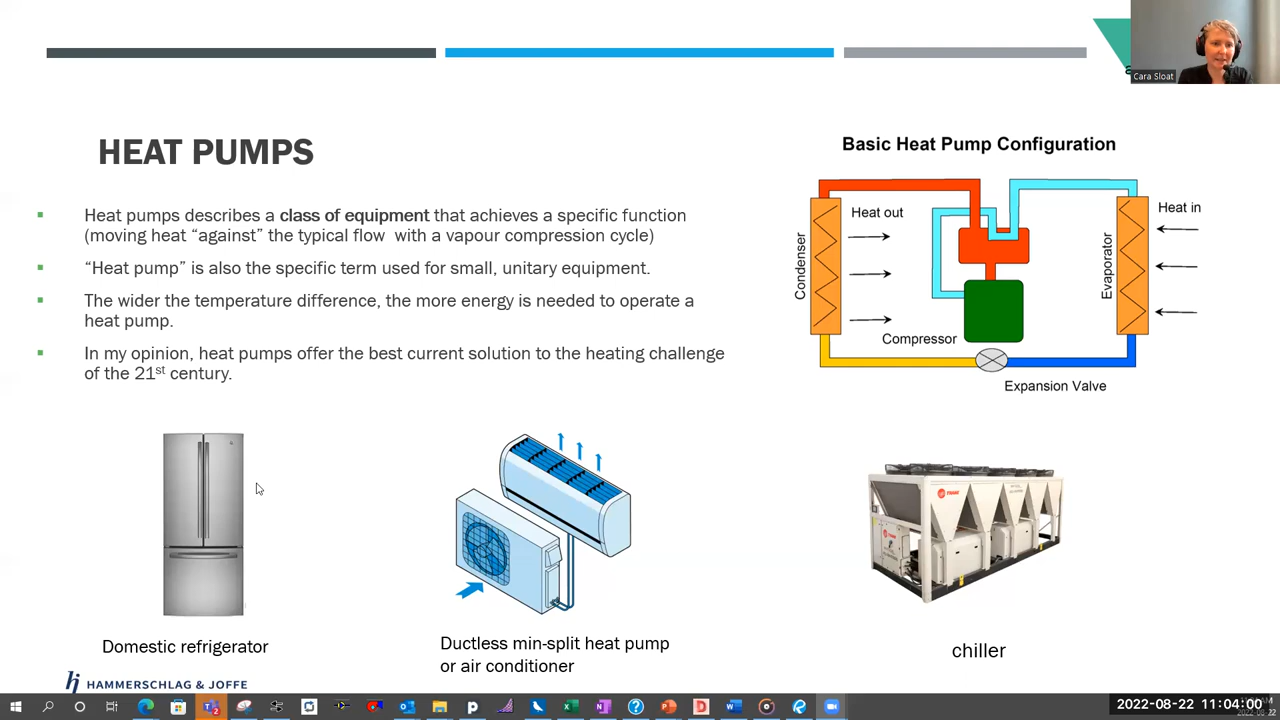 Cara Sloat
HEAT PUMPS
Heat pumps describes a class of equipment that achieves a specific function
(moving heat “against” the typical flow with a vapour compression cycle)
“Heat pump” is also the specific term used for small, unitary equipment.
The wider the temperature difference, the more energy is needed to operate a
heat pump.
In my opinion, heat pumps offer the best current solution to the heating challenge
of the 21st century.
Basic Heat Pump Configuration
Heat out
Heat in
Condenser
Evaporator
Compressor
Expansion Valve
TRANE
Domestic refrigerator
Ductless min-split heat pump
or air conditioner
chiller
HAMMERSCHLAG & JOFFE
2022-08-22 11:04:00